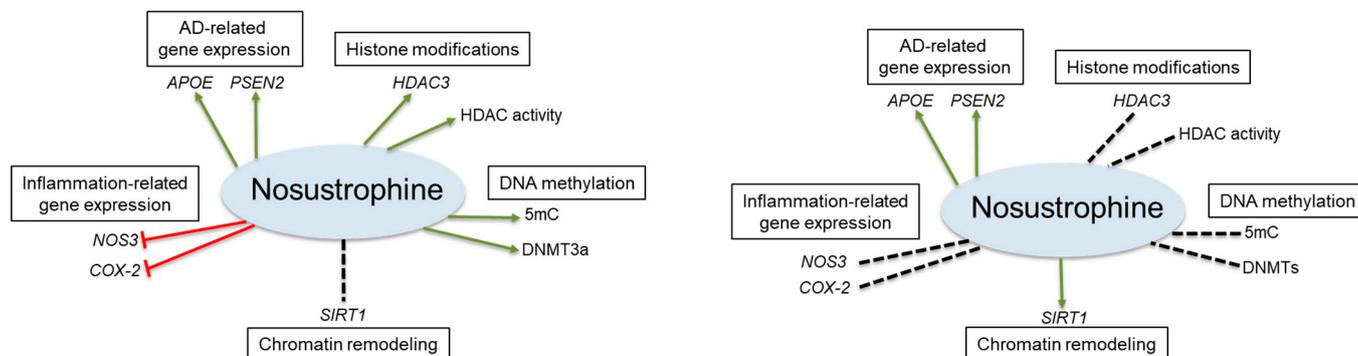 AD-related
gene expression
APOE PSEN2
Histone modifications
HDAC3
HDAC activity
Inflammation-related
gene expression
NOS3
COX-2
Nosustrophine
DNA methylation
5mC
DNMT3a
SIRT1
Chromatin remodeling
AD-related
gene expression
APOE PSEN2
Histone modifications
HDAC3
HDAC activity
Inflammation-related
gene expression
NOS3
COX-2
Nosustrophine
DNA methylation
5mC
DNMTs
SIRT1
Chromatin remodeling